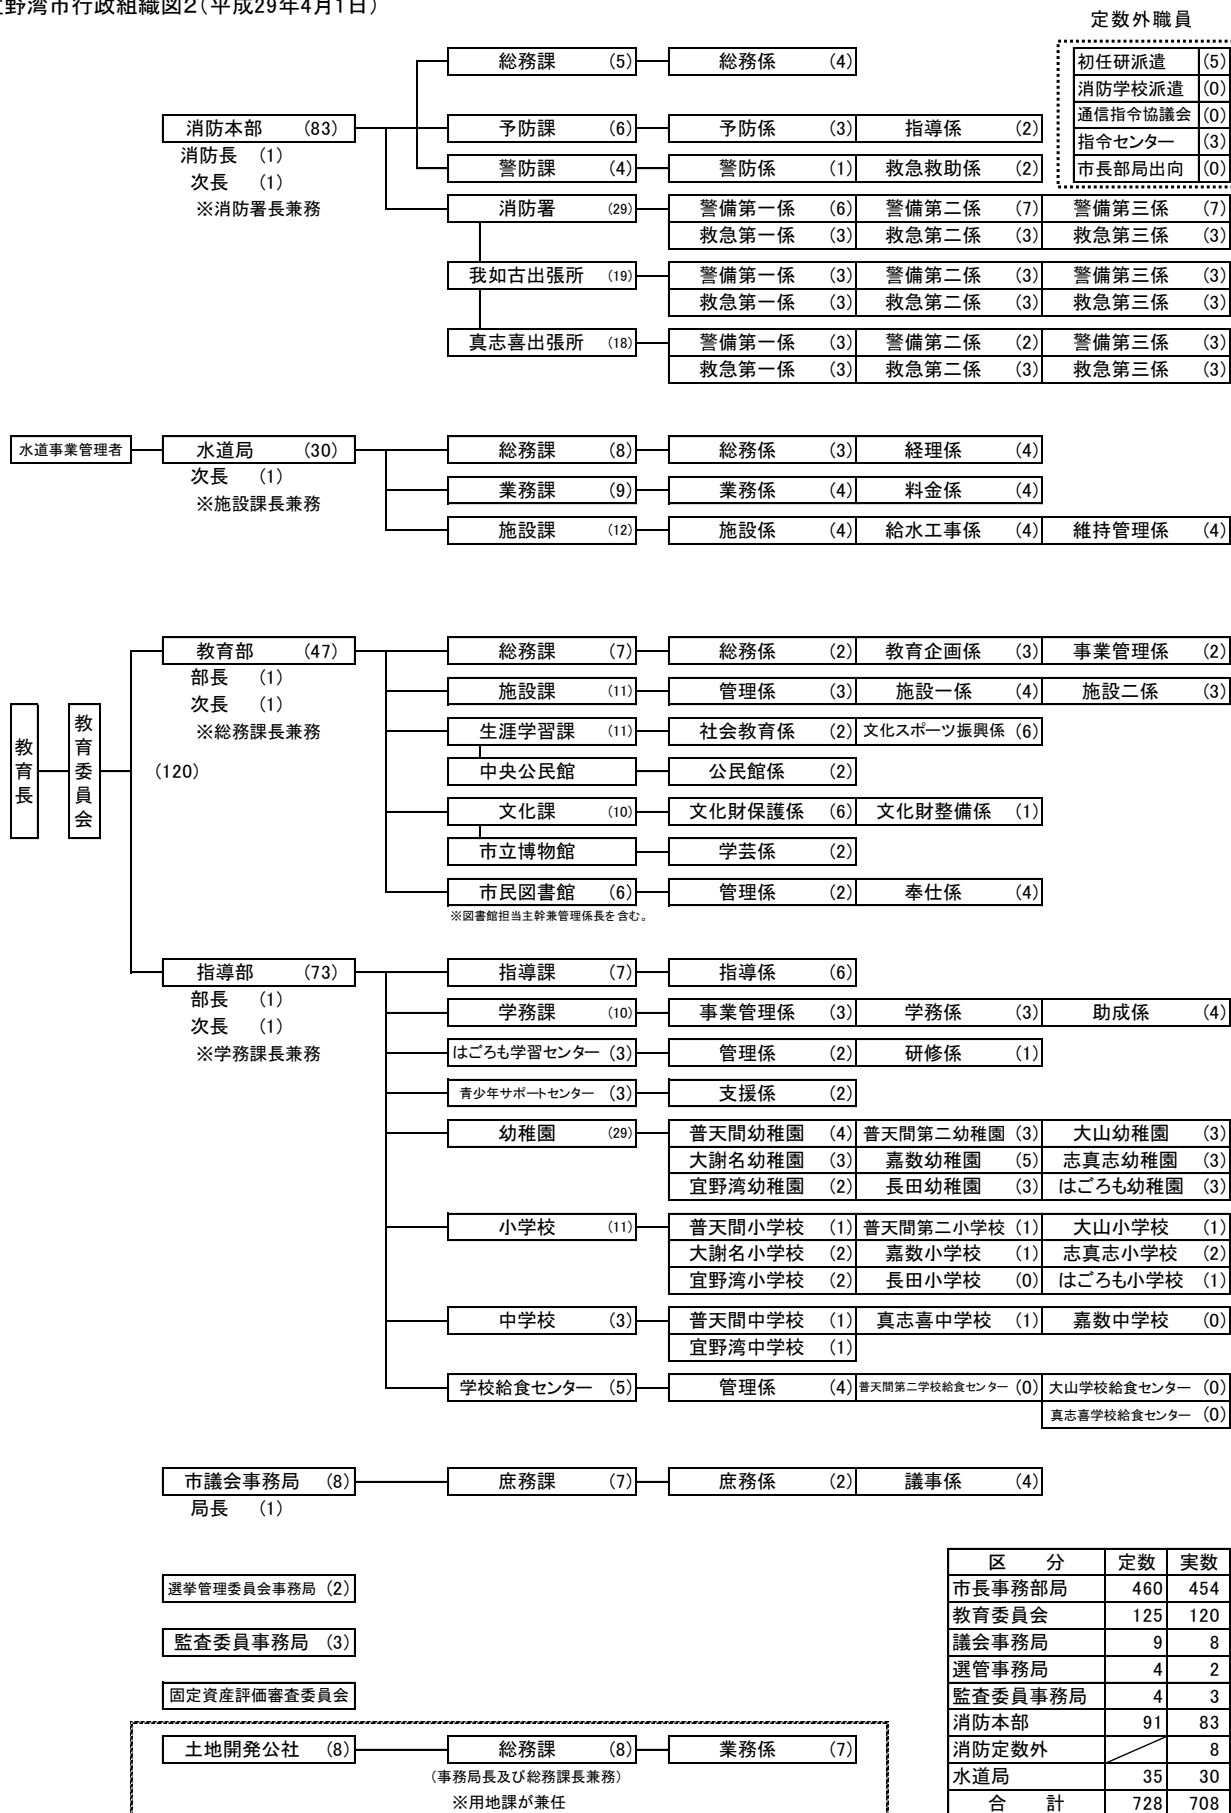 野湾市行政組織図2(平成29年4月1日)
定数外職員
初任研派遣 (5)
消防学校派遣 (0)
通信指令協議会 (0)
指令センター (3)
市長部局出向 (0)
総務課 (5) 総務係 (4)
消防本部 (83) 予防課 (6) 予防係 (3) 指導係 (2)
消防長 (1)
警防課 (4) 警防係 (1) 救急救助係 (2)
次長 (1)
※消防署長兼務 消防署 (29) 警備第一係 (6) 警備第二係 (7) 警備第三係 (7)
救急第一係 (3) 救急第二係 (3) 救急第三係 (3)
我如古出張所 (19) 警備第一係 (3) 警備第二係 (3) 警備第三係 (3)
救急第一係 (3) 救急第二係 (3) 救急第三係 (3)
真志喜出張所 (18) 警備第一係 (3) 警備第二係 (2) 警備第三係 (3)
救急第一係 (3) 救急第二係 (3) 救急第三係 (3)
水道事業管理者 水道局 (30) 総務課 (8) 総務係 (3) 経理係 (4)
次長 (1)
業務課 (9) 業務係 (4) 料金係 (4)
※施設課長兼務
施設課 (12) 施設係 (4) 給水工事係 (4) 維持管理係 (4)
教育長 教育委員会 (120)
教育部 (47) 総務課 (7) 総務係 (2) 教育企画係 (3) 事業管理係 (2)
部長 (1)
施設課 (11) 管理係 (3) 施設一係 (4) 施設二係 (3)
次長 (1)
※総務課長兼務 生涯学習課 (11) 社会教育係 (2) 文化スポーツ振興係 (6)
中央公民館 公民館係 (2)
文化課 (10) 文化財保護係 (6) 文化財整備係 (1)
市立博物館 学芸係 (2)
市民図書館 (6) 管理係 (2) 奉仕係 (4)
※図書館担当主幹兼管理係長を含む。
指導部 (73) 指導課 (7) 指導係 (6)
部長 (1)
学務課 (10) 事業管理係 (3) 学務係 (3) 助成係 (4)
次長 (1)
※学務課長兼務 はごろも学習センター (3) 管理係 (2) 研修係 (1)
青少年サポートセンター (3) 支援係 (2)
幼稚園 (29) 普天間幼稚園 (4) 普天間第二幼稚園 (3) 大山幼稚園 (3)
大謝名幼稚園 (3) 嘉数幼稚園 (5) 志真志幼稚園 (3)
宜野湾幼稚園 (2) 長田幼稚園 (3) はごろも幼稚園 (3)
小学校 (11) 普天間小学校 (1) 普天間第二小学校 (1) 大山小学校 (1)
大謝名小学校 (2) 嘉数小学校 (1) 志真志小学校 (2)
宜野湾小学校 (2) 長田小学校 (0) はごろも小学校 (1)
中学校 (3) 普天間中学校 (1) 真志喜中学校 (1) 嘉数中学校 (0)
宜野湾中学校 (1)
学校給食センター (5) 管理係 (4) 普天間第二学校給食センター (0) 大山学校給食センター (0)
真志喜学校給食センター (0)
市議会事務局 (8) 庶務課 (7) 庶務係 (2) 議事係 (4)
局長 (1)
選挙管理委員会事務局 (2)
監査委員事務局 (3)
固定資産評価審査委員会
土地開発公社 (8) 総務課 (8) 業務係 (7)
(事務局長及び総務課長兼務)
※用地課が兼任
区 分 定数 実数
市長事務部局 460 454
教育委員会 125 120
議会事務局 9 8
選管事務局 4 2
監査委員事務局 4 3
消防本部 91 83
消防定数外 8
水道局 35 30
合 計 728 708